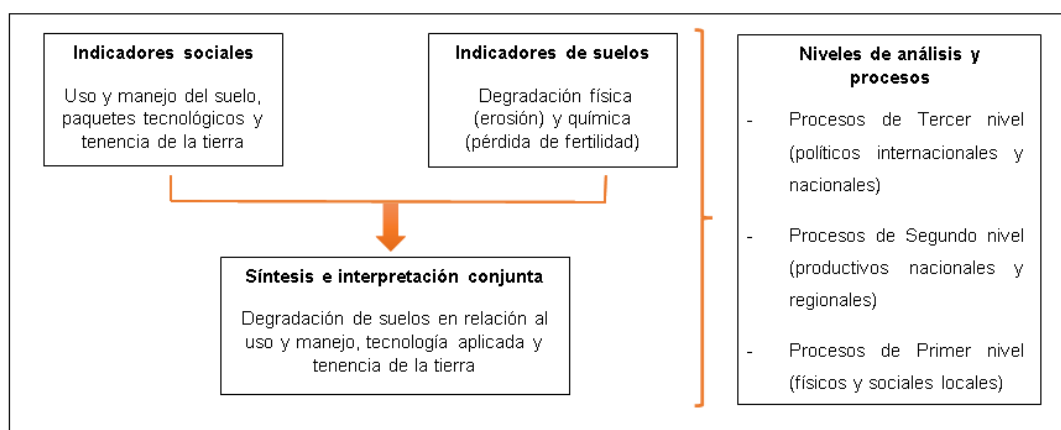 Indicadores sociales
Uso y manejo del suelo,
paquetes tecnológicos y
tenencia de la tierra
Indicadores de suelos
Degradación física
(erosión) y química
(pérdida de fertilidad)
Síntesis e interpretación conjunta
Degradación de suelos en relación al
uso y manejo, tecnología aplicada y
tenencia de la tierra
Niveles de análisis y
procesos
- Procesos de Tercer nivel
(políticos internacionales y
nacionales)
- Procesos de Segundo nivel
(productivos nacionales y
regionales)
- Procesos de Primer nivel
(físicos y sociales locales)